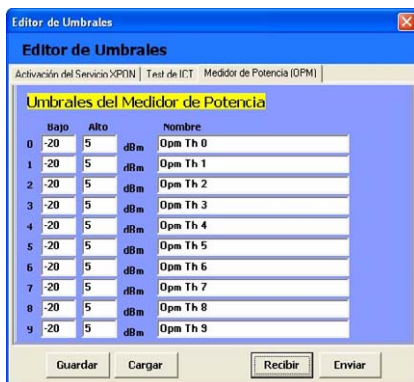 Editor de Umbrales
Editor de Umbrales
Activación del Servicio XPON Test de ICT Medidor de Potencia (OPM)
Umbrales del Medidor de Potencia
Bajo Alto Nombre
0 -20 5 dBm Opm Th 0
1 -20 5 dBm Opm Th 1
2 -20 5 dBm Opm Th 2
3 -20 5 dBm Opm Th 3
4 -20 5 dBm Opm Th 4
5 -20 5 dBm Opm Th 5
6 -20 5 dBm Opm Th 6
7 -20 5 dBm Opm Th 7
8 -20 5 dBm Opm Th 8
9 -20 5 dBm Opm Th 9
Guardar Cargar Recibir Enviar